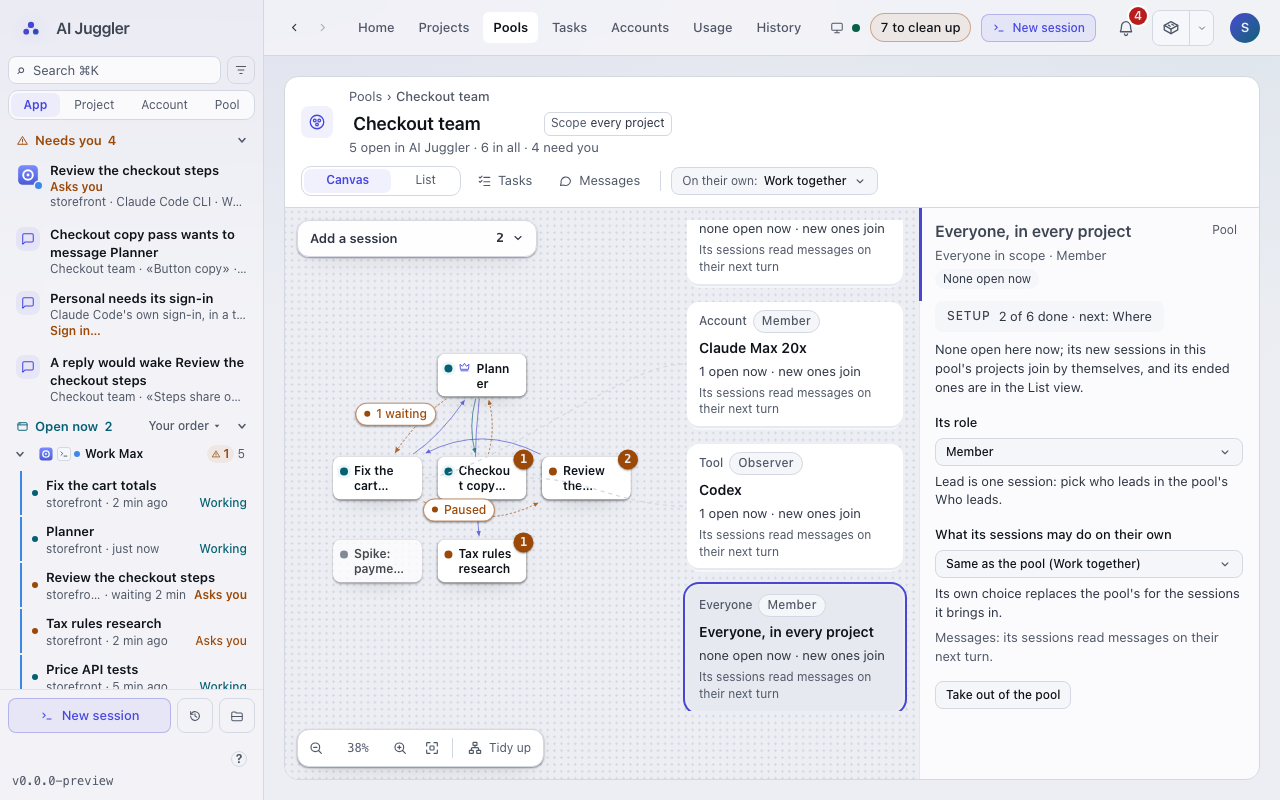 AI Juggler
Search ⌘K
App Project Account Pool
Needs you 4
Review the checkout steps
Asks you
storefront · Claude Code CLI · W…
Checkout copy pass wants to
message Planner
Checkout team · «Button copy» ·…
Personal needs its sign-in
Claude Code's own sign-in, in a t…
Sign in…
A reply would wake Review the
checkout steps
Checkout team · «Steps share o…
Open now 2 Your order
Work Max 1 5
Fix the cart totals
storefront · 2 min ago Working
Planner
storefront · just now Working
Review the checkout steps
storefro… · waiting 2 min Asks you
Tax rules research
storefront · 2 min ago Asks you
Price API tests
storefront · 5 min ago Working
New session
?
v0.0.0-preview
Home Projects Pools Tasks Accounts Usage History
7 to clean up
New session
4
S
Pools › Checkout team
Checkout team
Scope every project
5 open in AI Juggler · 6 in all · 4 need you
Canvas List Tasks Messages
On their own: Work together
Add a session 2
Plann
er
1 waiting
Fix the
cart…
1
Checkou
t copy…
2
Review
the…
Paused
Spike:
payme…
1
Tax rules
research
38%
Tidy up
none open now · new ones join
Its sessions read messages on
their next turn
Account Member
Claude Max 20x
1 open now · new ones join
Its sessions read messages on
their next turn
Tool Observer
Codex
1 open now · new ones join
Its sessions read messages on
their next turn
Everyone Member
Everyone, in every project
none open now · new ones join
Its sessions read messages on
their next turn
Everyone, in every project Pool
Everyone in scope · Member
None open now
SETUP 2 of 6 done · next: Where
None open here now; its new sessions in this
pool's projects join by themselves, and its ended
ones are in the List view.
Its role
Member
Lead is one session: pick who leads in the pool's
Who leads.
What its sessions may do on their own
Same as the pool (Work together)
Its own choice replaces the pool's for the sessions
it brings in.
Messages: its sessions read messages on their
next turn.
Take out of the pool